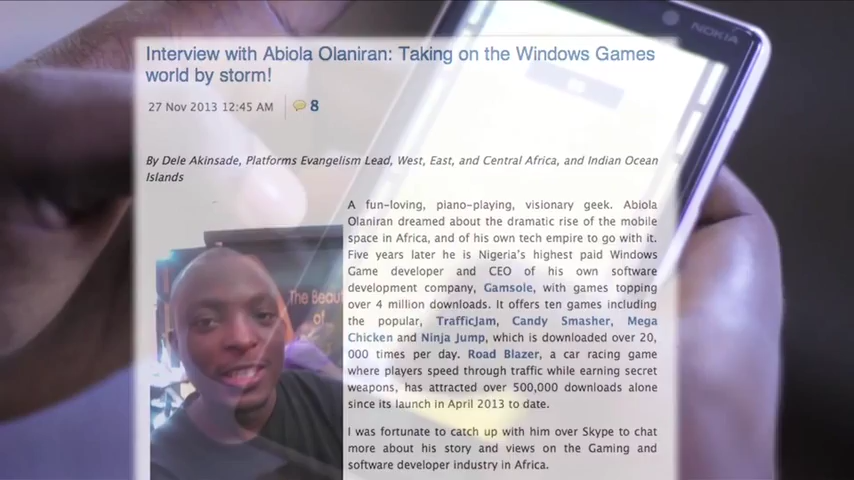 NOKIA
Interview with Abiola Olaniran: Taking on the Windows Games
world by storm!
27 Nov 2013 12:45 AM 8
By Dele Akinsade, Platforms Evangelism Lead, West, East, and Central Africa, and Indian Ocean
Islands
A fun-loving, piano-playing, visionary geek. Abiola
Olaniran dreamed about the dramatic rise of the mobile
space in Africa, and of his own tech empire to go with it.
Five years later he is Nigeria's highest paid Windows
Game developer and CEO of his own software
development company, Gamsole, with games topping
over 4 million downloads. It offers ten games including
the popular, TrafficJam, Candy Smasher, Mega
Chicken and Ninja Jump, which is downloaded over 20,
000 times per day. Road Blazer, a car racing game
where players speed through traffic while earning secret
weapons, has attracted over 500,000 downloads alone
since its launch in April 2013 to date.
The Beau
of
I was fortunate to catch up with him over Skype to chat
more about his story and views on the Gaming and
software developer industry in Africa.